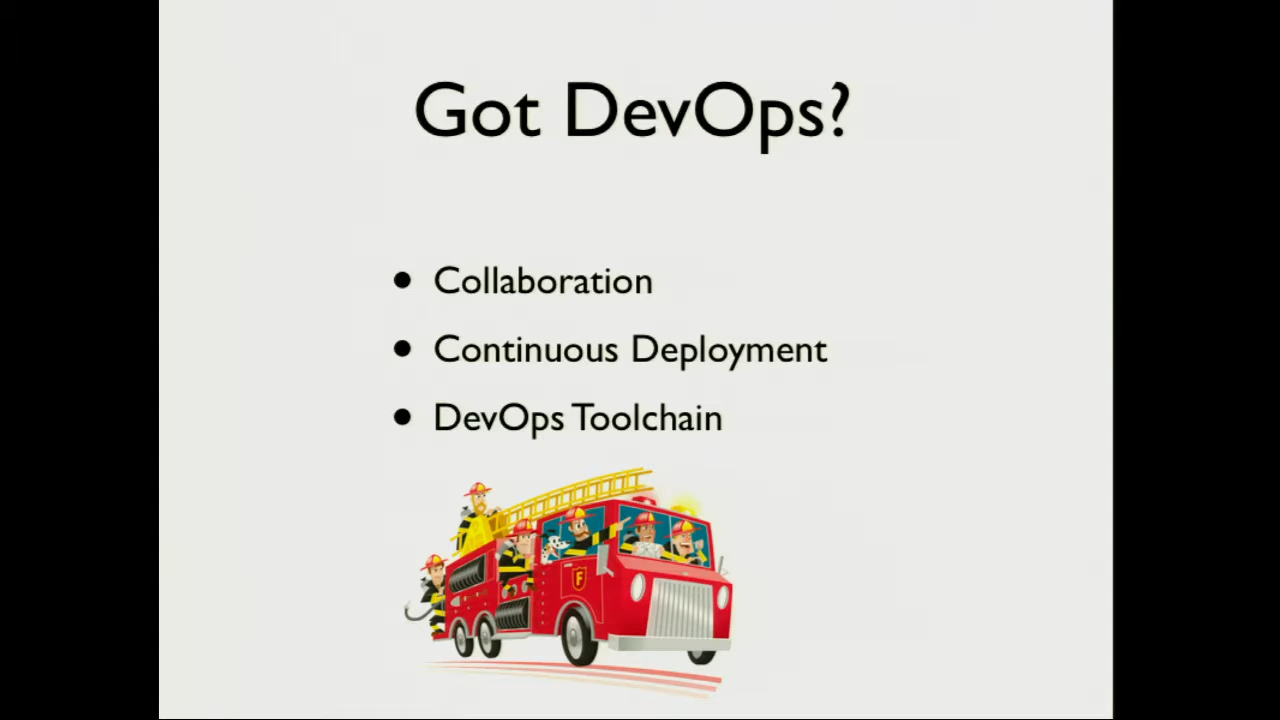 Got DevOps?
• Collaboration
• Continuous Deployment
• DevOps Toolchain
F